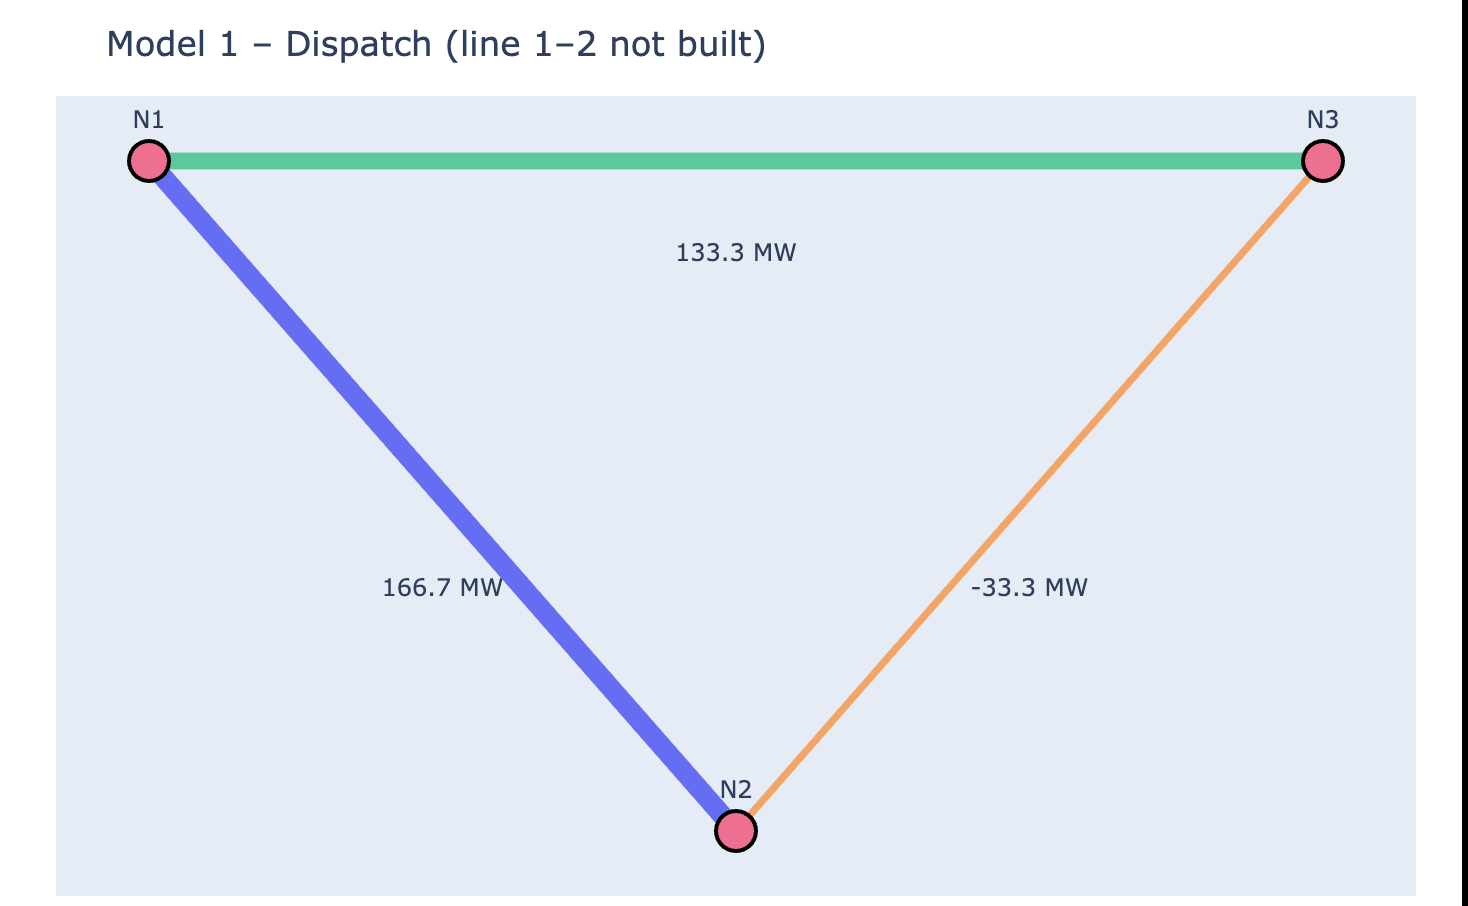 Model 1 – Dispatch (line 1–2 not built)
N1
N3
133.3 MW
166.7 MW
-33.3 MW
N2